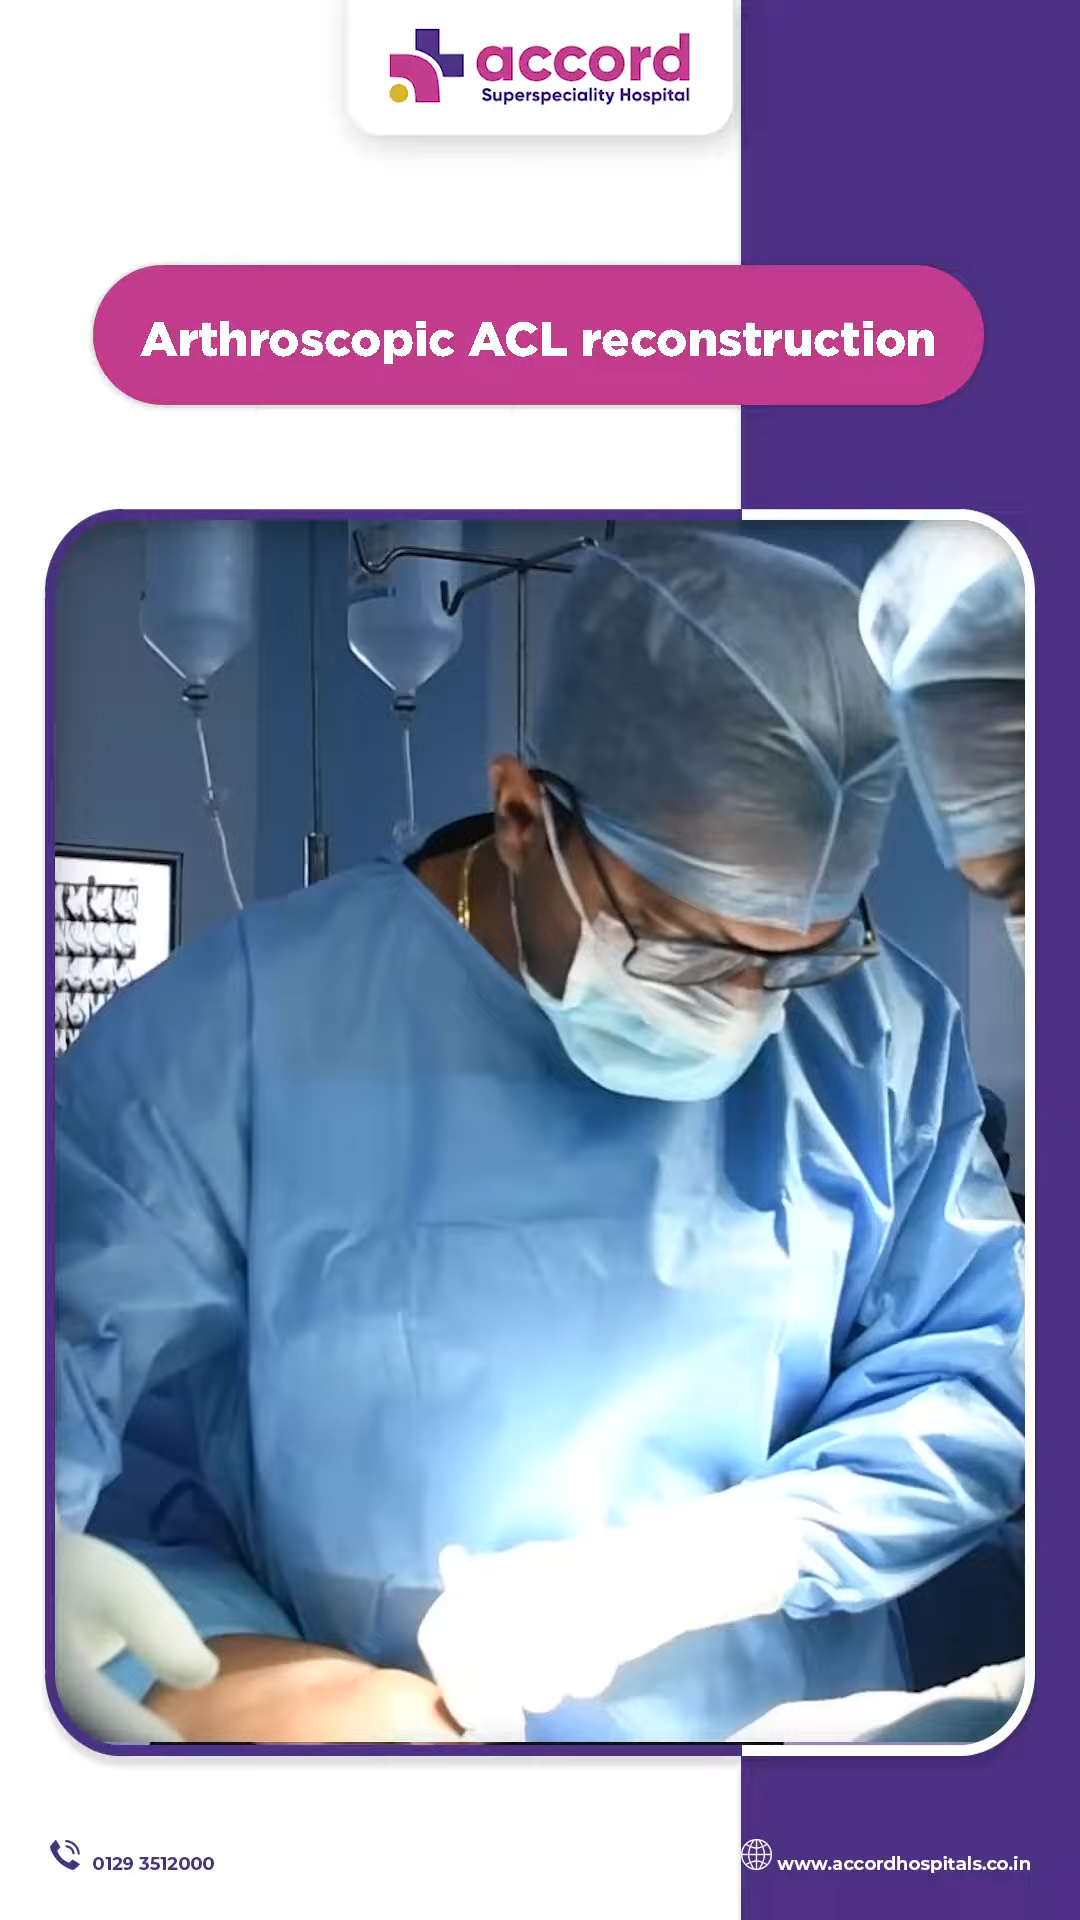 accord
Superspeciality Hospital
Arthroscopic ACL reconstruction
0129 3512000
www.accordhospitals.co.in